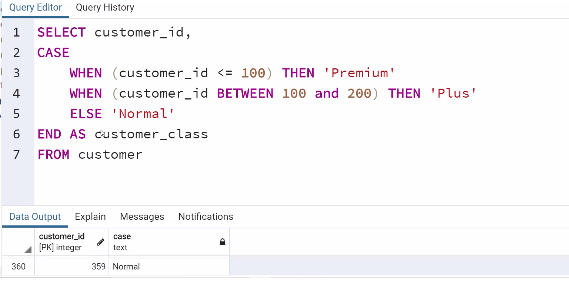 Query Editor Query History
1 SELECT customer_id,
2 CASE
3 WHEN (customer_id <= 100) THEN 'Premium'
4 WHEN (customer_id BETWEEN 100 and 200) THEN 'Plus'
5 ELSE 'Normal'
6 END AS customer_class
7 FROM customer
Data Output Explain Messages Notifications
customer_id case
[PK] integer text
360 359 Normal